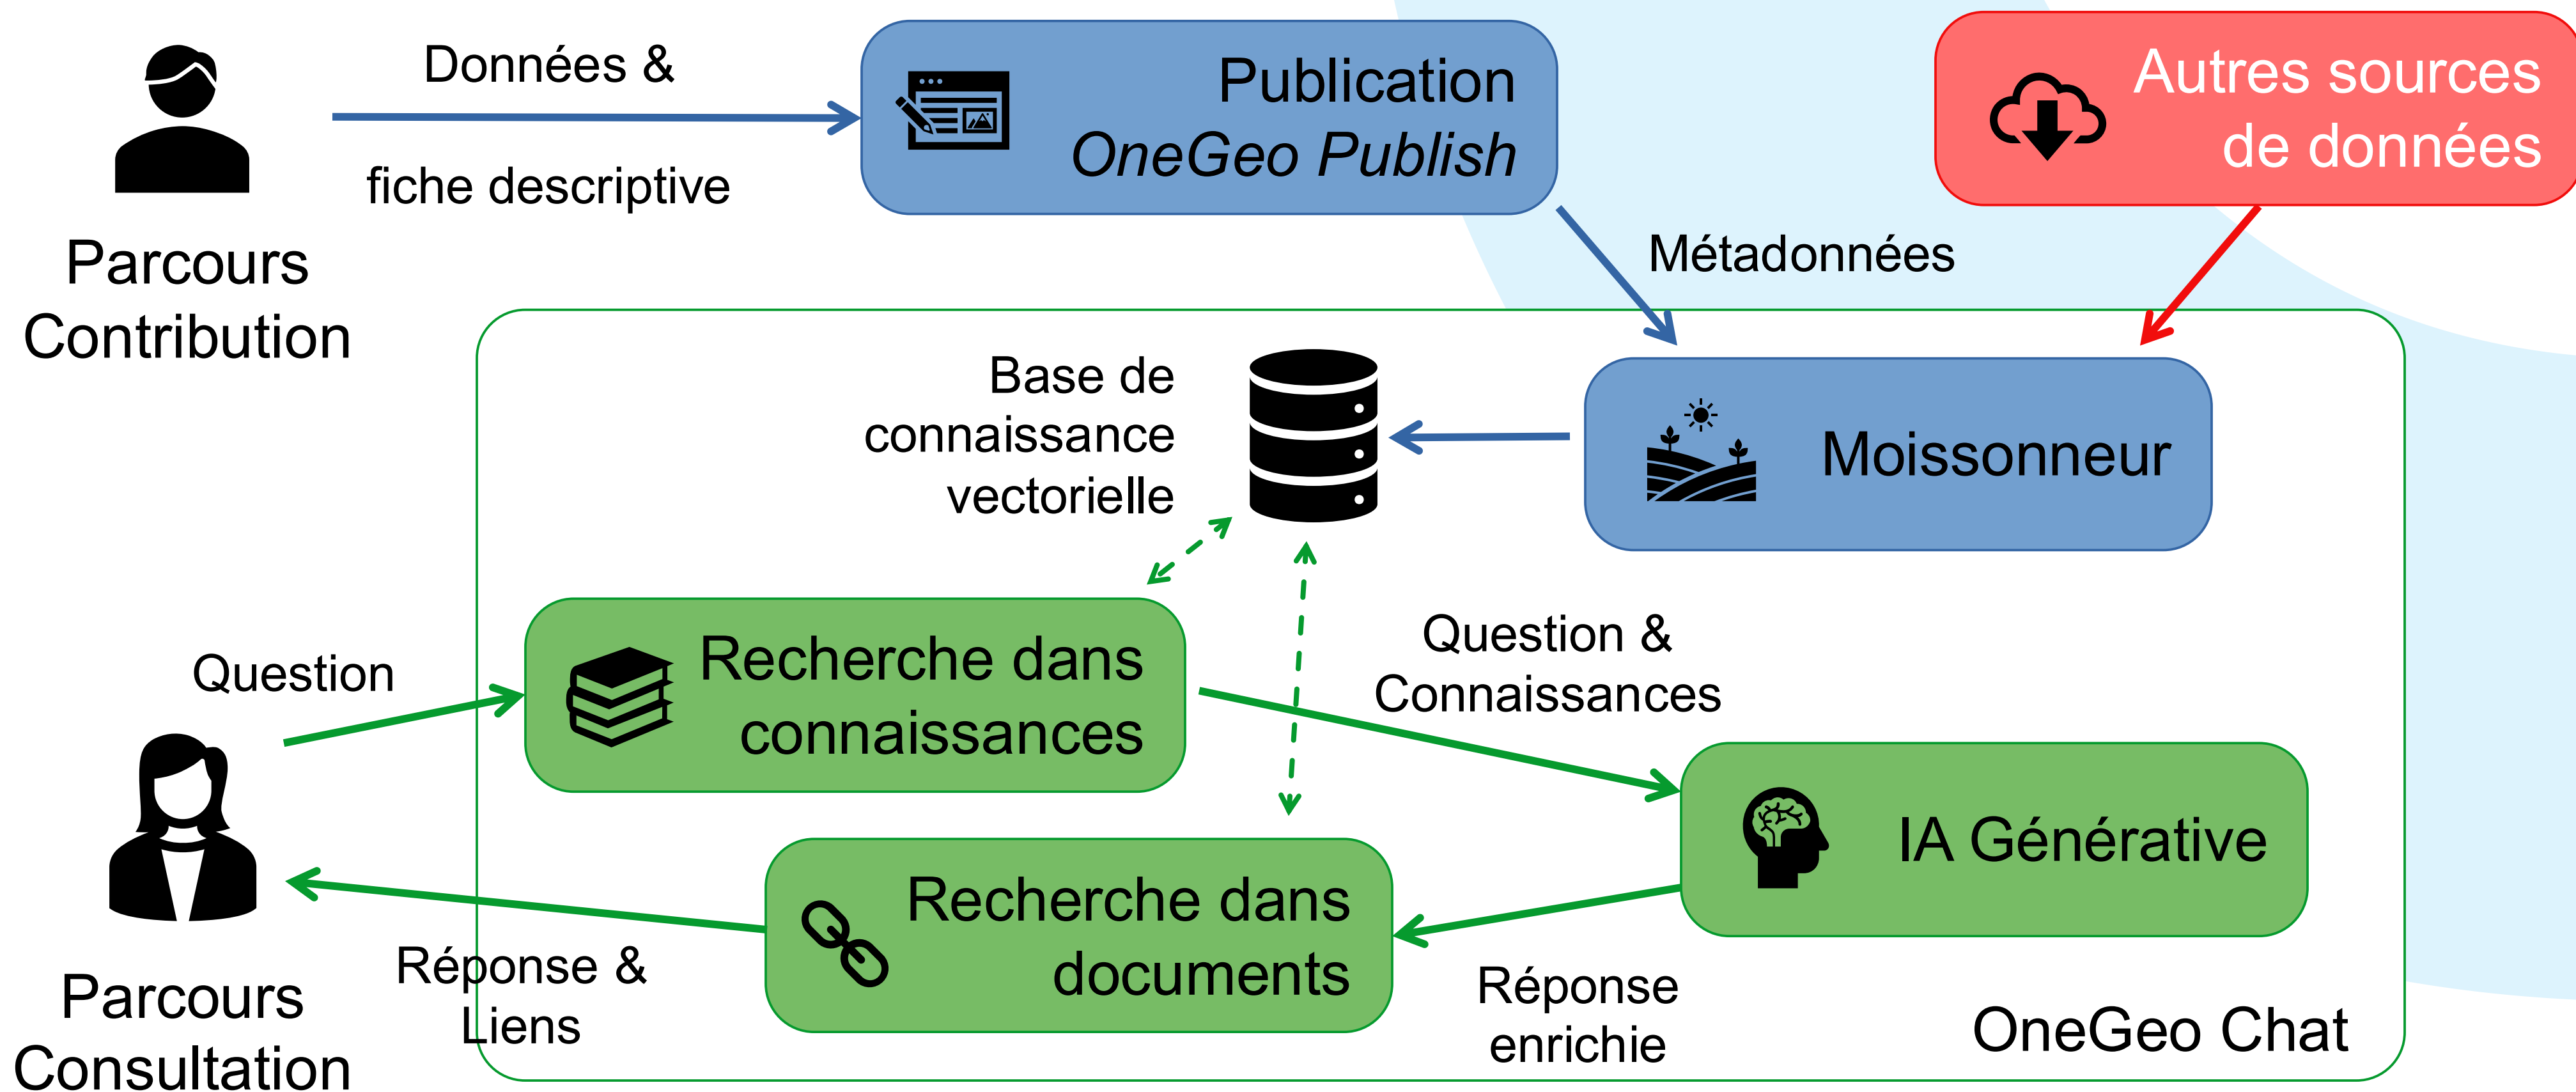 Données &
fiche descriptive
Parcours
Contribution
Publication
OneGeo Publish
Autres sources
de données
Métadonnées
Base de
connaissance
vectorielle
Moissonneur
Question
Recherche dans
connaissances
Question &
Connaissances
IA Générative
Recherche dans
documents
Réponse
enrichie
Réponse &
Liens
Parcours
Consultation
OneGeo Chat